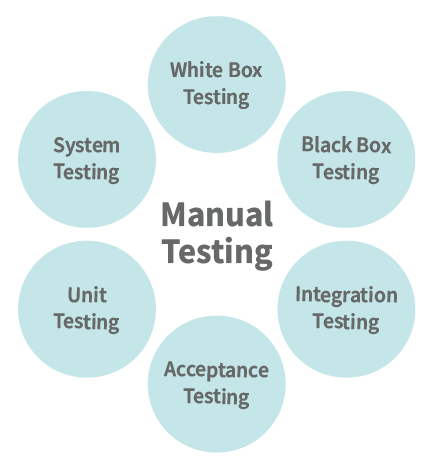 White Box
Testing
System
Testing
Black Box
Testing
Manual
Testing
Unit
Testing
Integration
Testing
Acceptance
Testing